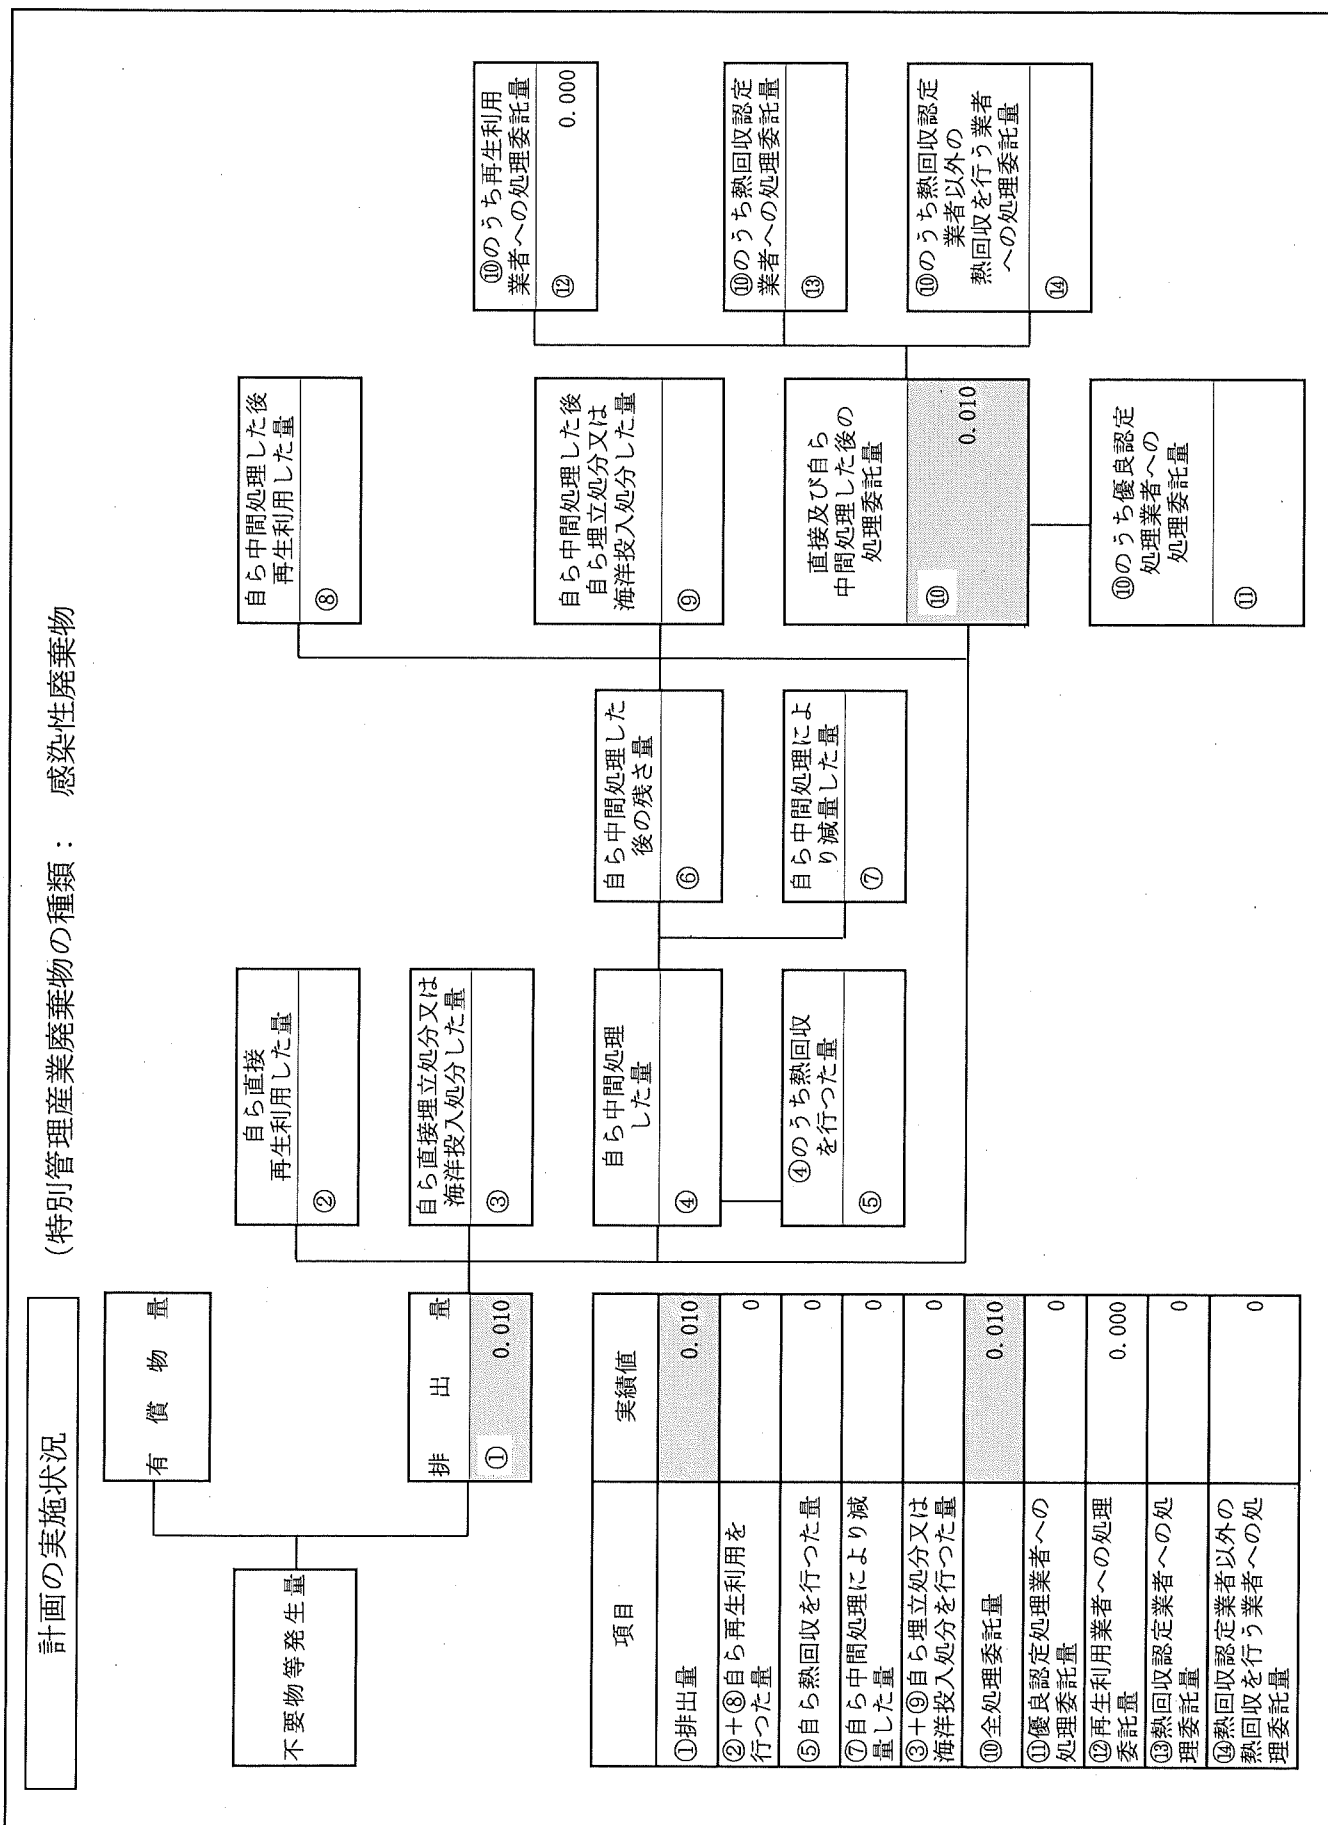 計画の実施状況
(特別管理産業廃棄物の種類： 感染性廃棄物
不要物等発生量
有償物量
排出量
① 0.010
自ら直接
再生利用した量
②
自ら直接埋立処分又は
海洋投入処分した量
③
自ら中間処理
した量
④
④のうち熱回収
を行つた量
⑤
自ら中間処理した
後の残さ量
⑥
自ら中間処理によ
り減量した量
⑦
自ら中間処理した後
再生利用した量
⑧
自ら中間処理した後
自ら埋立処分又は
海洋投入処分した量
⑨
直接及び自ら
中間処理した後の
処理委託量
⑩ 0.010
⑩のうち優良認定
処理業者への
処理委託量
⑪
⑩のうち再生利用
業者への処理委託量
⑫ 0.000
⑩のうち熱回収認定
業者への処理委託量
⑬
⑩のうち熱回収認定
業者以外の
熱回収を行う業者
への処理委託量
⑭
項目 実績値
①排出量 0.010
②＋⑧自ら再生利用を
行つた量 0
⑤自ら熱回収を行つた量 0
⑦自ら中間処理により減
量した量 0
③＋⑨自ら埋立処分又は
海洋投入処分を行つた量 0
⑩全処理委託量 0.010
⑪優良認定処理業者への
処理委託量 0
⑫再生利用業者への処理
委託量 0.000
⑬熱回収認定業者への処
理委託量 0
⑭熱回収認定業者以外の
熱回収を行う業者への処
理委託量 0